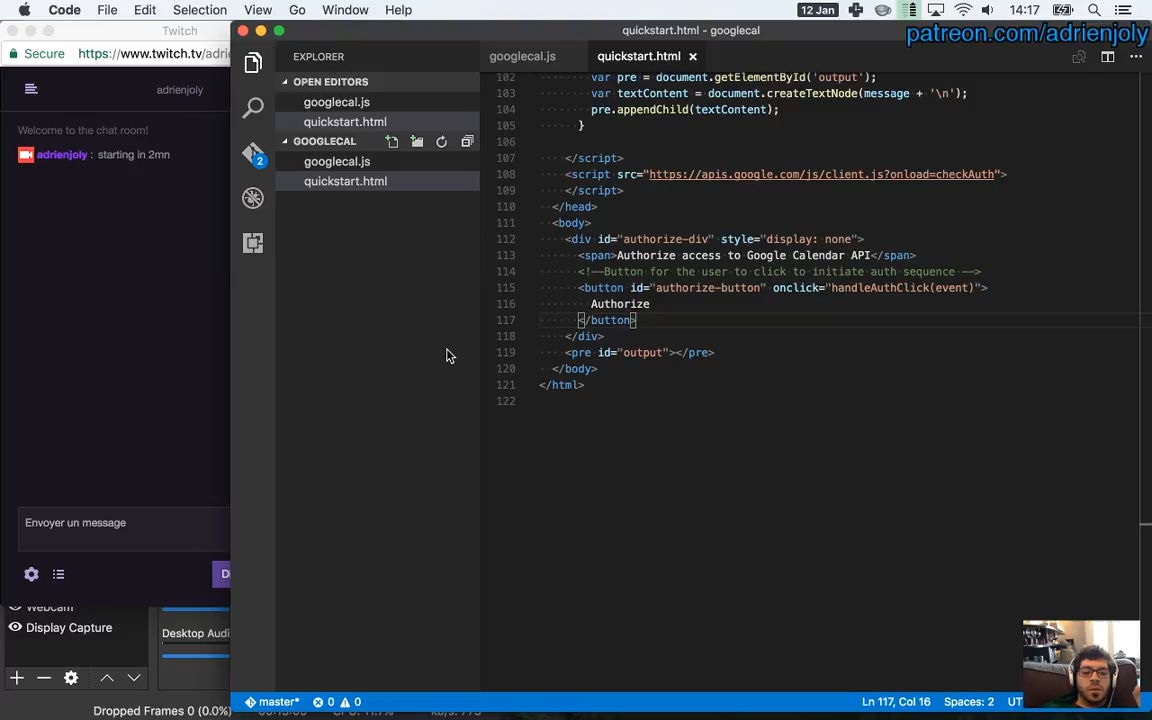 Code File Edit Selection View Go Window Help
12 Jan
14:17
patreon.com/adrienjoly
Twitch
Secure https://www.twitch.tv/adrie
adrienjoly
Welcome to the chat room!
adrienjoly : starting in 2mn
Envoyer un message
D
Webcam
Display Capture
Desktop Audi
Dropped Frames 0 (0.0%)
quickstart.html - googlecal
EXPLORER
OPEN EDITORS
googlecal.js
quickstart.html
GOOGLECAL
googlecal.js
quickstart.html
2
googlecal.js quickstart.html
102 var pre = document.getElementById('output');
103 var textContent = document.createTextNode(message + '\n');
104 pre.appendChild(textContent);
105 }
106
107 </script>
108 <script src="https://apis.google.com/js/client.js?onload=checkAuth">
109 </script>
110 </head>
111 <body>
112 <div id="authorize-div" style="display: none">
113 <span>Authorize access to Google Calendar API</span>
114 <!--Button for the user to click to initiate auth sequence -->
115 <button id="authorize-button" onclick="handleAuthClick(event)">
116 Authorize
117 </button>
118 </div>
119 <pre id="output"></pre>
120 </body>
121 </html>
122
master* 0 0
Ln 117, Col 16 Spaces: 2 UT